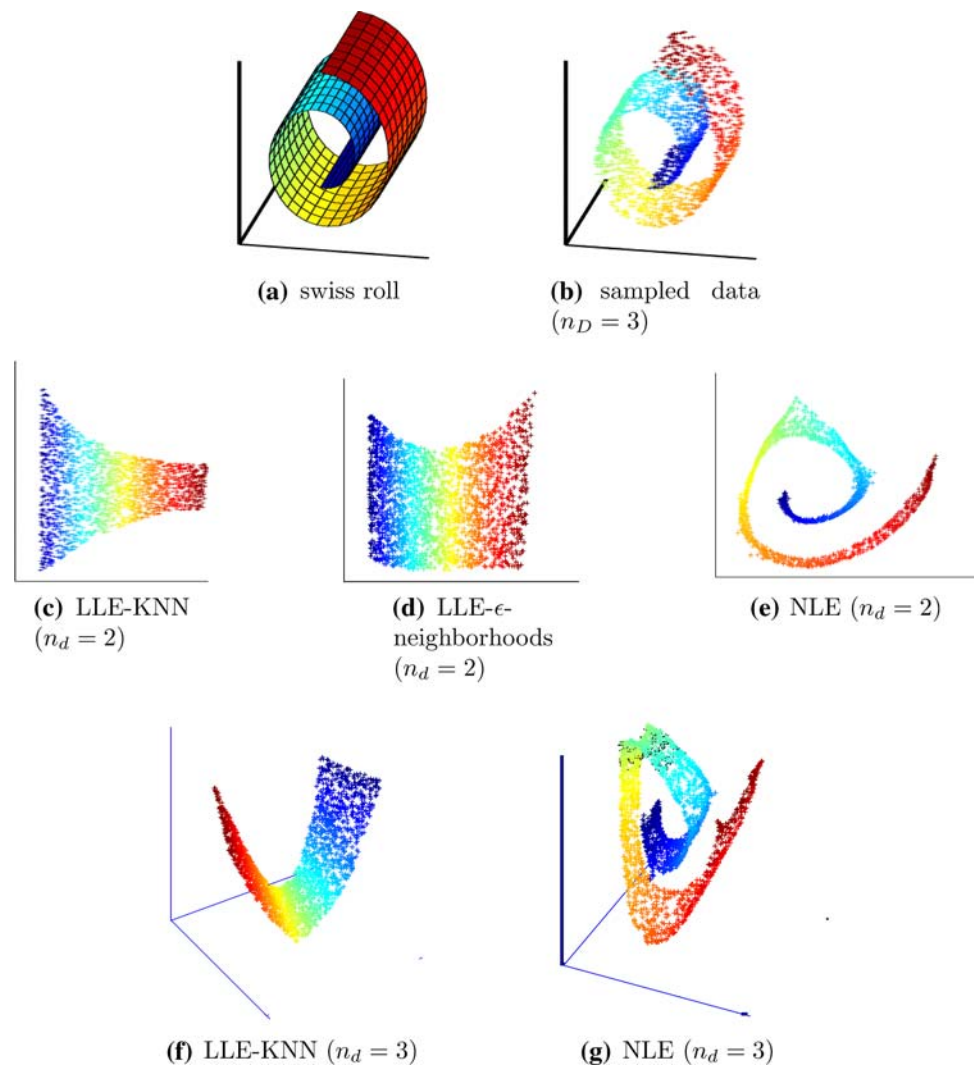 (a) swiss roll
(b) sampled data
(n_D = 3)
(c) LLE-KNN
(n_d = 2)
(d) LLE-ϵ-
neighborhoods
(n_d = 2)
(e) NLE (n_d = 2)
(f) LLE-KNN (n_d = 3)
(g) NLE (n_d = 3)